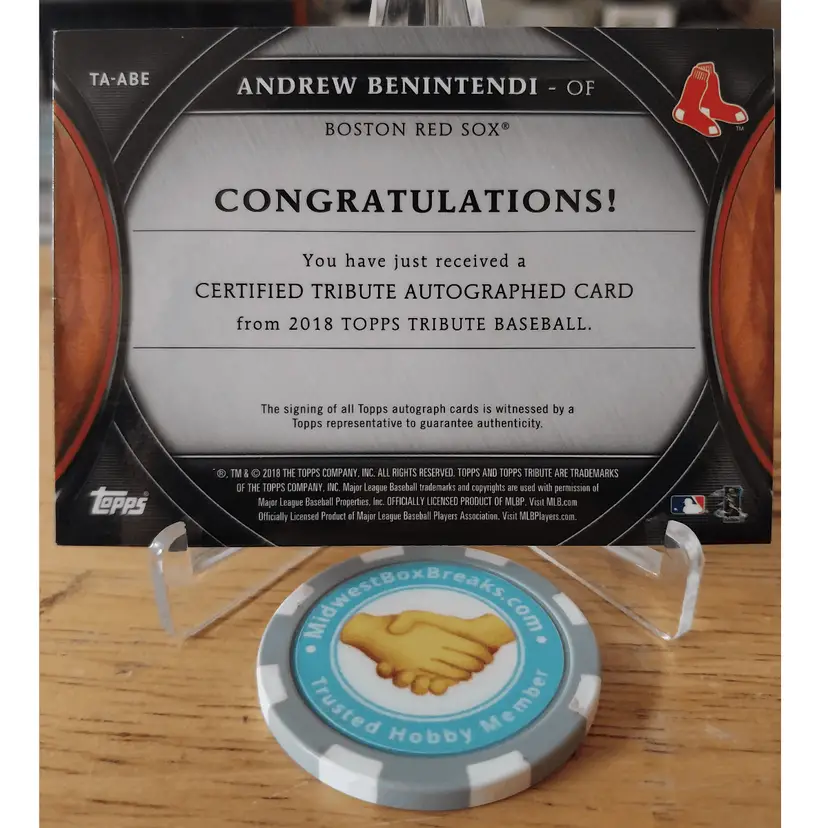 TA-ABE
ANDREW BENINTENDI - OF
BOSTON RED SOX®
TM
CONGRATULATIONS!
You have just received a
CERTIFIED TRIBUTE AUTOGRAPHED CARD
from 2018 TOPPS TRIBUTE BASEBALL.
The signing of all Topps autograph cards is witnessed by a
Topps representative to guarantee authenticity.
®, TM & © 2018 THE TOPPS COMPANY, INC. ALL RIGHTS RESERVED. TOPPS AND TOPPS TRIBUTE ARE TRADEMARKS
OF THE TOPPS COMPANY, INC. Major League Baseball trademarks and copyrights are used with permission of
Major League Baseball Properties, Inc. OFFICIALLY LICENSED PRODUCT OF MLBP. Visit MLB.com
Officially Licensed Product of Major League Baseball Players Association. Visit MLBPlayers.com.
topps
MidwestBoxBreaks.com
Trusted Hobby Member